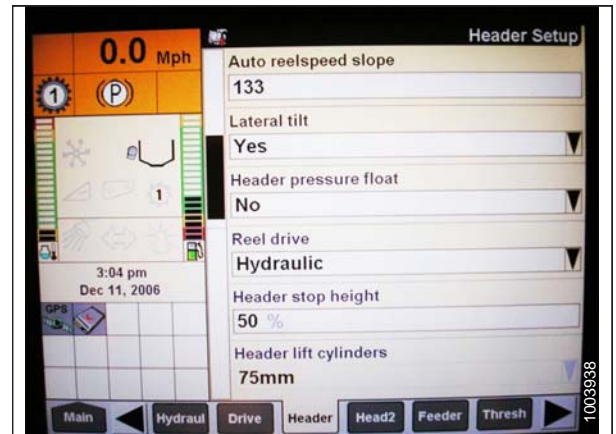 0.0 Mph
Header Setup
1
(P)
1
3:04 pm
Dec 11, 2006
GPS
Auto reelspeed slope
133
Lateral tilt
Yes
Header pressure float
No
Reel drive
Hydraulic
Header stop height
50 %
Header lift cylinders
75mm
Main
Hydraul
Drive
Header
Head2
Feeder
Thresh
1003938